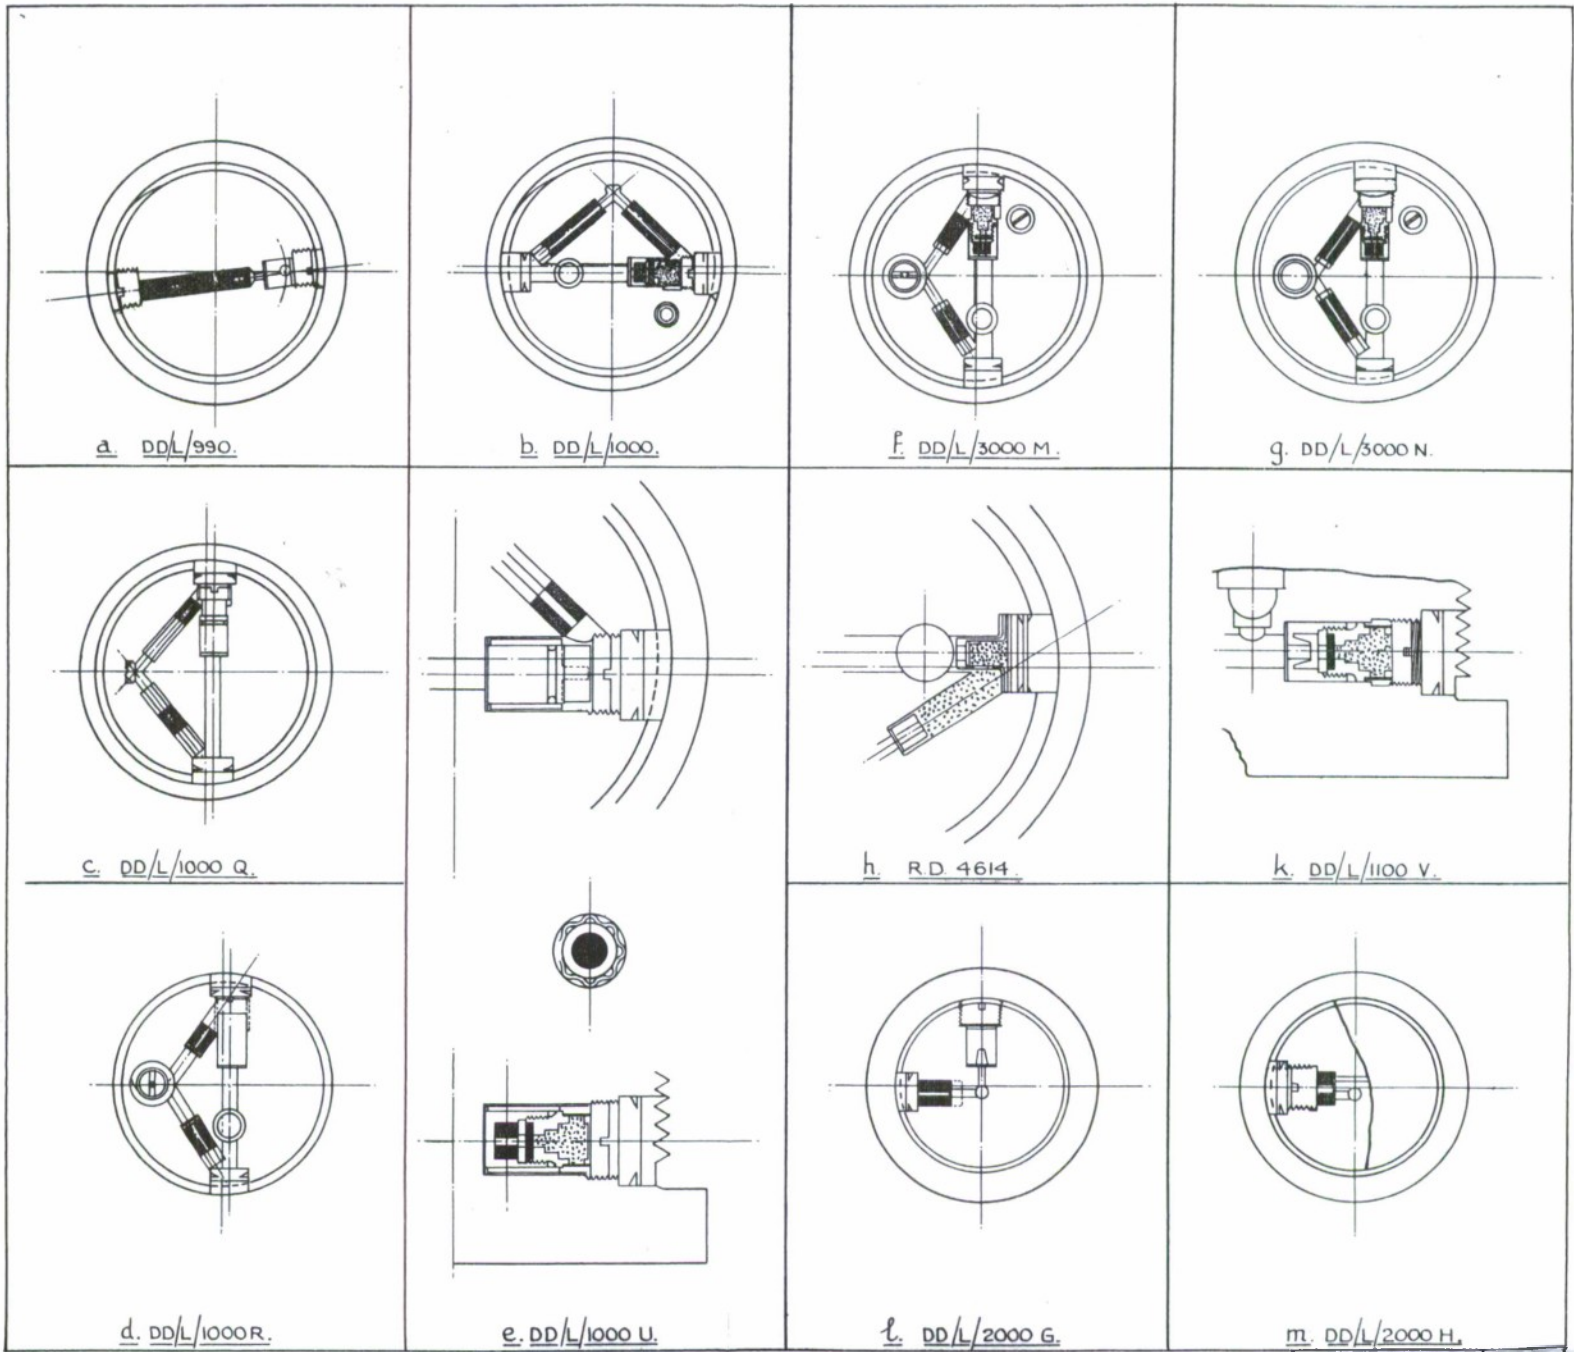 a. DD/L/990.
b. DD/L/1000.
f. DD/L/3000 M.
g. DD/L/3000 N.
c. DD/L/1000 Q.
h. R.D. 4614.
k. DD/L/1100 V.
d. DD/L/1000R.
e. DD/L/1000 U.
l. DD/L/2000 G.
m. DD/L/2000 H.